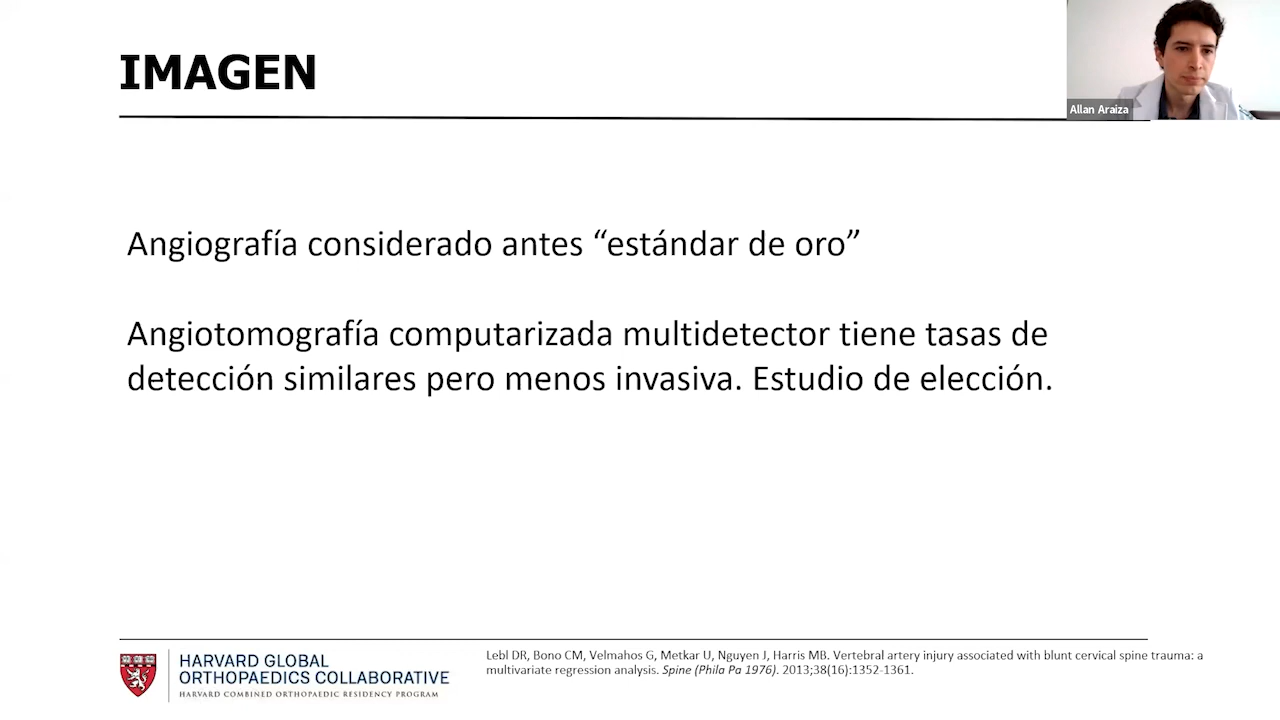 IMAGEN
Allan Araiza
Angiografía considerado antes “estándar de oro”
Angiotomografía computarizada multidetector tiene tasas de
detección similares pero menos invasiva. Estudio de elección.
HARVARD GLOBAL
ORTHOPAEDICS COLLABORATIVE
HARVARD COMBINED ORTHOPAEDIC RESIDENCY PROGRAM
Lebl DR, Bono CM, Velmahos G, Metkar U, Nguyen J, Harris MB. Vertebral artery injury associated with blunt cervical spine trauma: a
multivariate regression analysis. Spine (Phila Pa 1976). 2013;38(16):1352-1361.